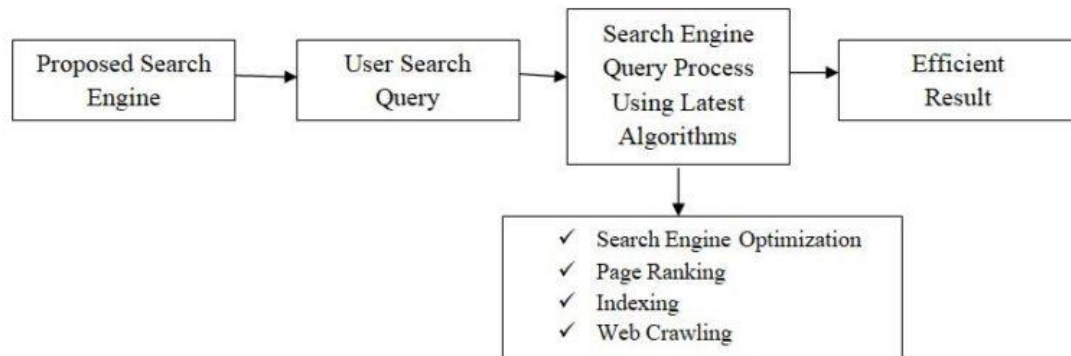 Proposed Search
Engine
User Search
Query
Search Engine
Query Process
Using Latest
Algorithms
Efficient
Result
✓ Search Engine Optimization
✓ Page Ranking
✓ Indexing
✓ Web Crawling